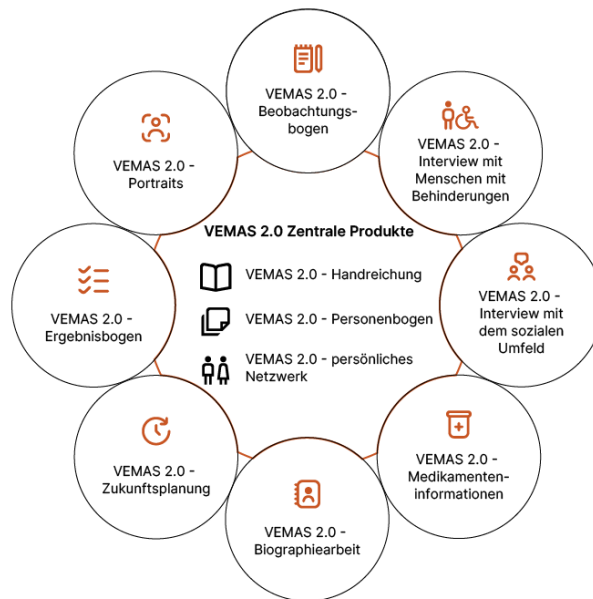 VEMAS 2.0 -
Beobachtungs-
bogen
VEMAS 2.0 -
Interview mit
Menschen mit
Behinderungen
VEMAS 2.0 -
Interview mit
dem sozialen
Umfeld
VEMAS 2.0 -
Medikamenten-
informationen
VEMAS 2.0 -
Biographiearbeit
VEMAS 2.0 -
Zukunftsplanung
VEMAS 2.0 -
Ergebnisbogen
VEMAS 2.0 -
Portraits
VEMAS 2.0 Zentrale Produkte
VEMAS 2.0 - Handreichung
VEMAS 2.0 - Personenbogen
VEMAS 2.0 - persönliches
Netzwerk